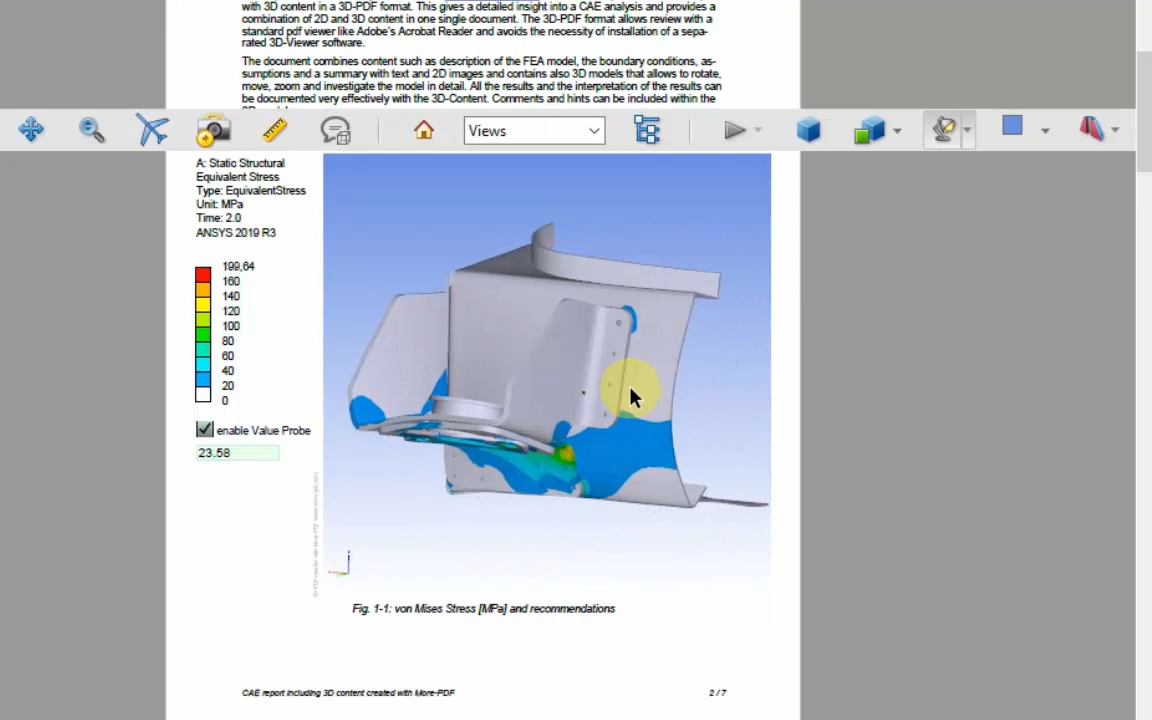 with 3D content in a 3D-PDF format. This gives a detailed insight into a CAE analysis and provides a
combination of 2D and 3D content in one single document. The 3D-PDF format allows review with a
standard pdf viewer like Adobe's Acrobat Reader and avoids the necessity of installation of a sepa-
rated 3D-Viewer software.
The document combines content such as description of the FEA model, the boundary conditions, as-
sumptions and a summary with text and 2D images and contains also 3D models that allows to rotate,
move, zoom and investigate the model in detail. All the results and the interpretation of the results can
be documented very effectively with the 3D-Content. Comments and hints can be included within the
Views
A: Static Structural
Equivalent Stress
Type: EquivalentStress
Unit: MPa
Time: 2.0
ANSYS 2019 R3
199,64
160
140
120
100
80
60
40
20
0
enable Value Probe
23.58
Fig. 1-1: von Mises Stress [MPa] and recommendations
CAE report including 3D content created with More-PDF
2 / 7